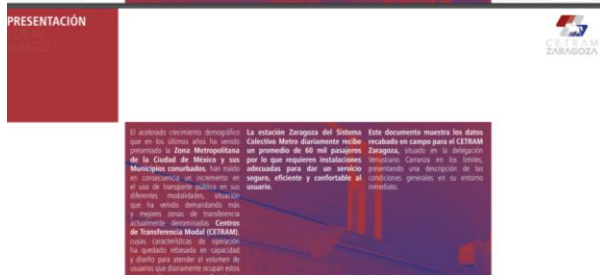 PRESENTACIÓN
CETRAM
ZARAGOZA
CETRAM
ZARAGOZA
El acelerado crecimiento demográfico
que en los últimos años ha venido
presentado la Zona Metropolitana
de la Ciudad de México y sus
Municipios conurbados, han traído
en consecuencia un incremento en
el uso de transporte público en sus
diferentes modalidades, situación
que ha venido demandando más
y mejores zonas de transferencia
actualmente denominadas Centros
de Transferencia Modal (CETRAM),
cuyas características de operación
ha quedado rebasada en capacidad
y diseño para atender el volumen de
usuarios que diariamente ocupan estos
La estación Zaragoza del Sistema
Colectivo Metro diariamente recibe
un promedio de 60 mil pasajeros
por lo que requieren instalaciones
adecuadas para dar un servicio
seguro, eficiente y confortable al
usuario.
Este documento muestra los datos
recabado en campo para el CETRAM
Zaragoza, situado en la delegación
Venustiano Carranza en los límites,
presentando una descripción de las
condiciones generales en su entorno
inmediato.